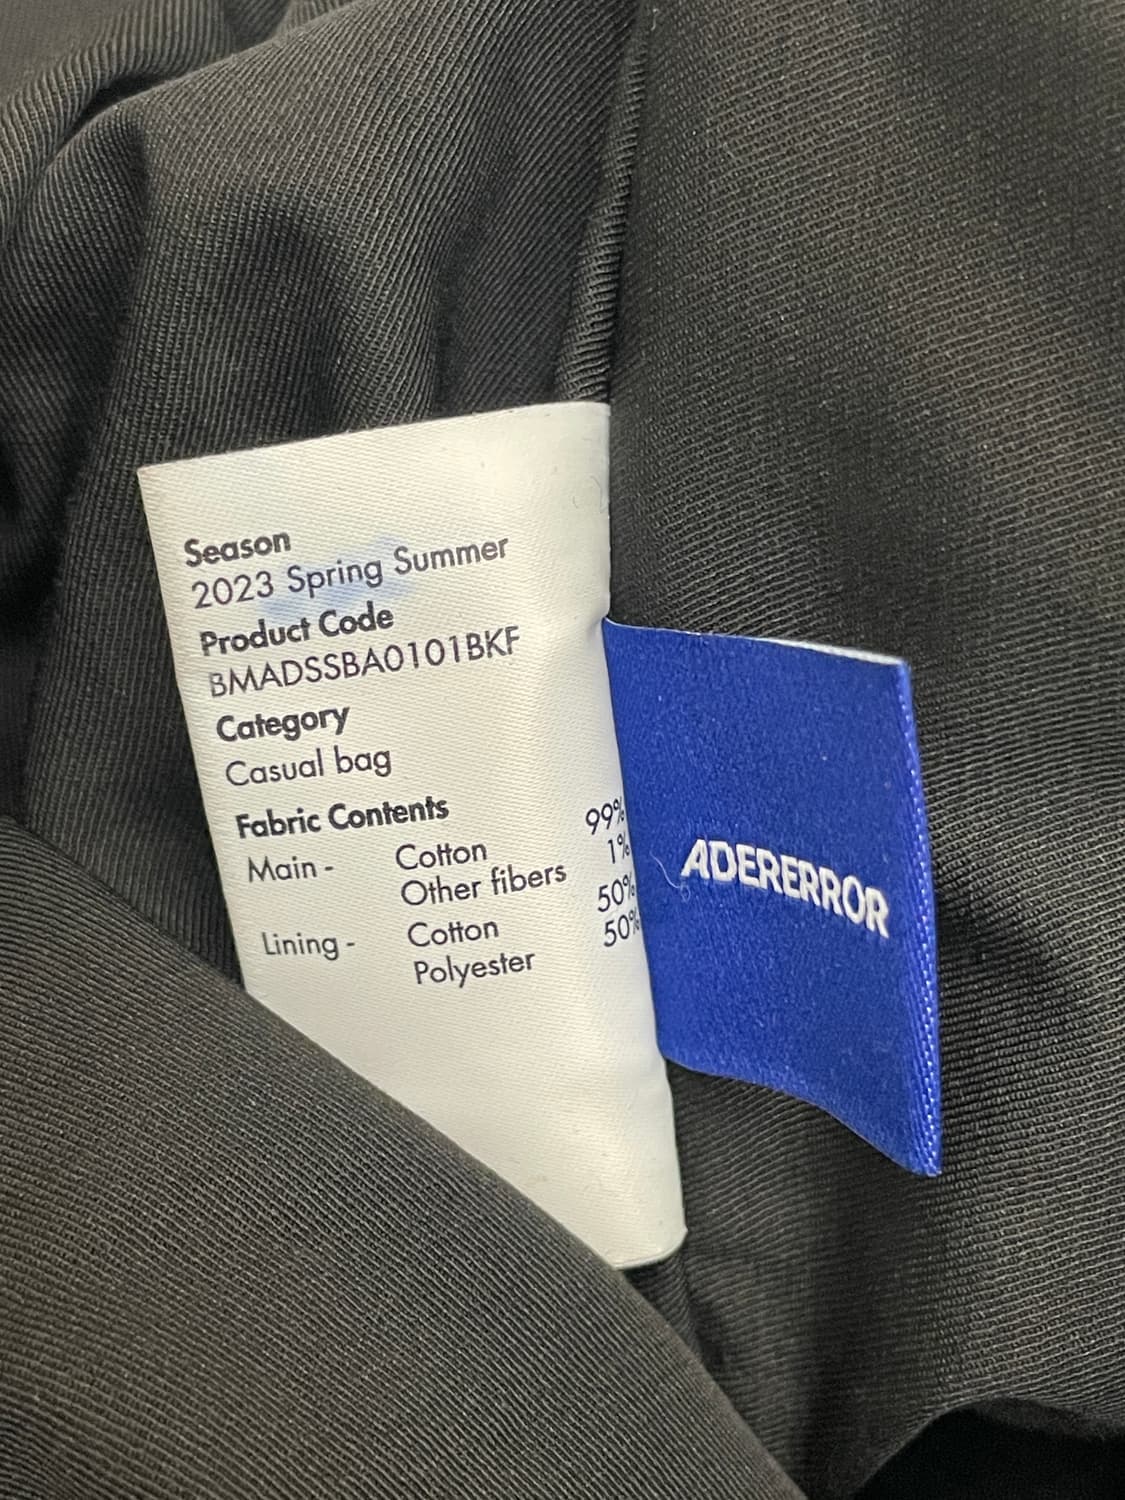 Season
2023 Spring Summer
Product Code
BMADSSBA0101BKF
Category
Casual bag
Fabric Contents
Main - Cotton 99%
Other fibers 1%
Lining - Cotton 50%
Polyester 50%
ADERERROR